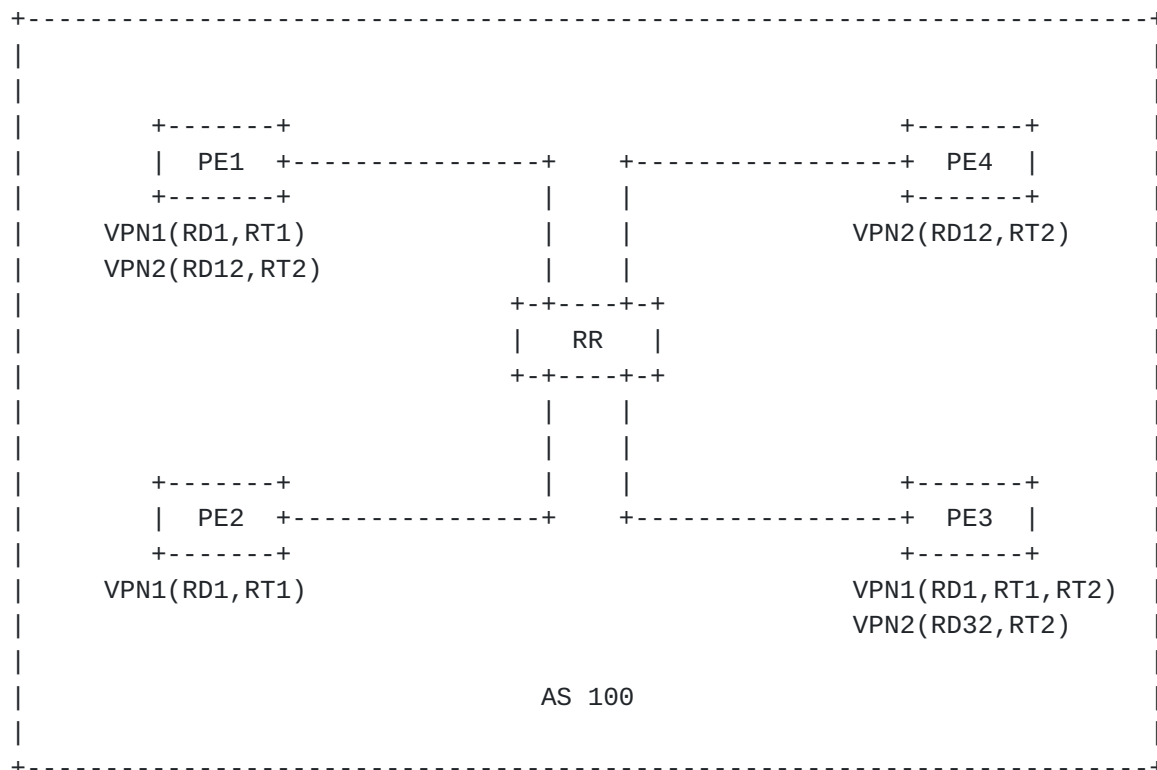 PE1 PE4
VPN1(RD1,RT1) VPN2(RD12,RT2)
VPN2(RD12,RT2)
RR
PE2 PE3
VPN1(RD1,RT1) VPN1(RD1,RT1,RT2)
VPN2(RD32,RT2)
AS 100